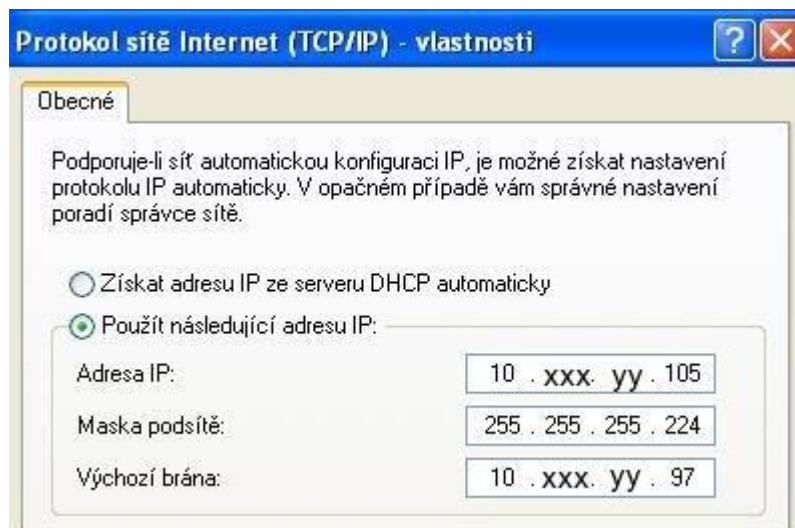 Protokol sítě Internet (TCP/IP) - vlastnosti
Obecné
Podporuje-li síť automatickou konfiguraci IP, je možné získat nastavení
protokolu IP automaticky. V opačném případě vám správné nastavení
poradí správce sítě.
Získat adresu IP ze serveru DHCP automaticky
Použít následující adresu IP:
Adresa IP: 10 . xxx. yy . 105
Maska podsítě: 255 . 255 . 255 . 224
Výchozí brána: 10 . xxx. yy . 97